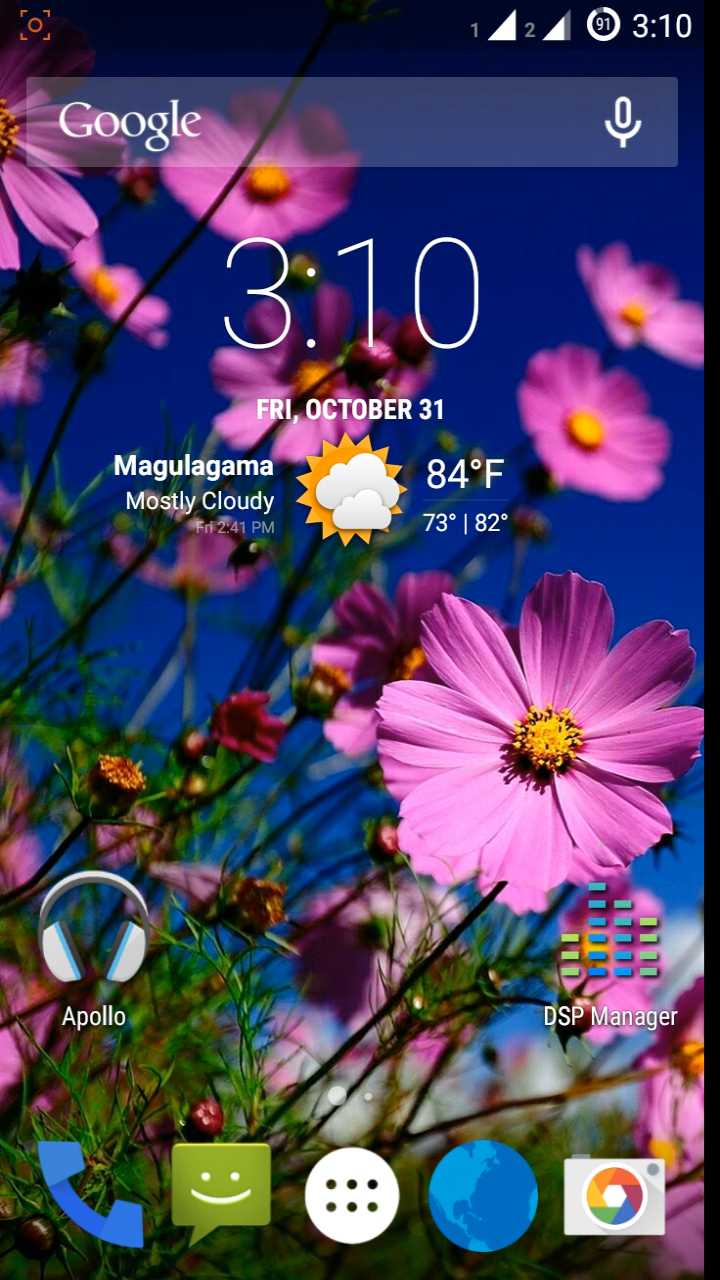 1 2 91 3:10
Google
3:10
FRI, OCTOBER 31
Magulagama
Mostly Cloudy
Fri 2:41 PM
84°F
73° | 82°
Apollo
DSP Manager